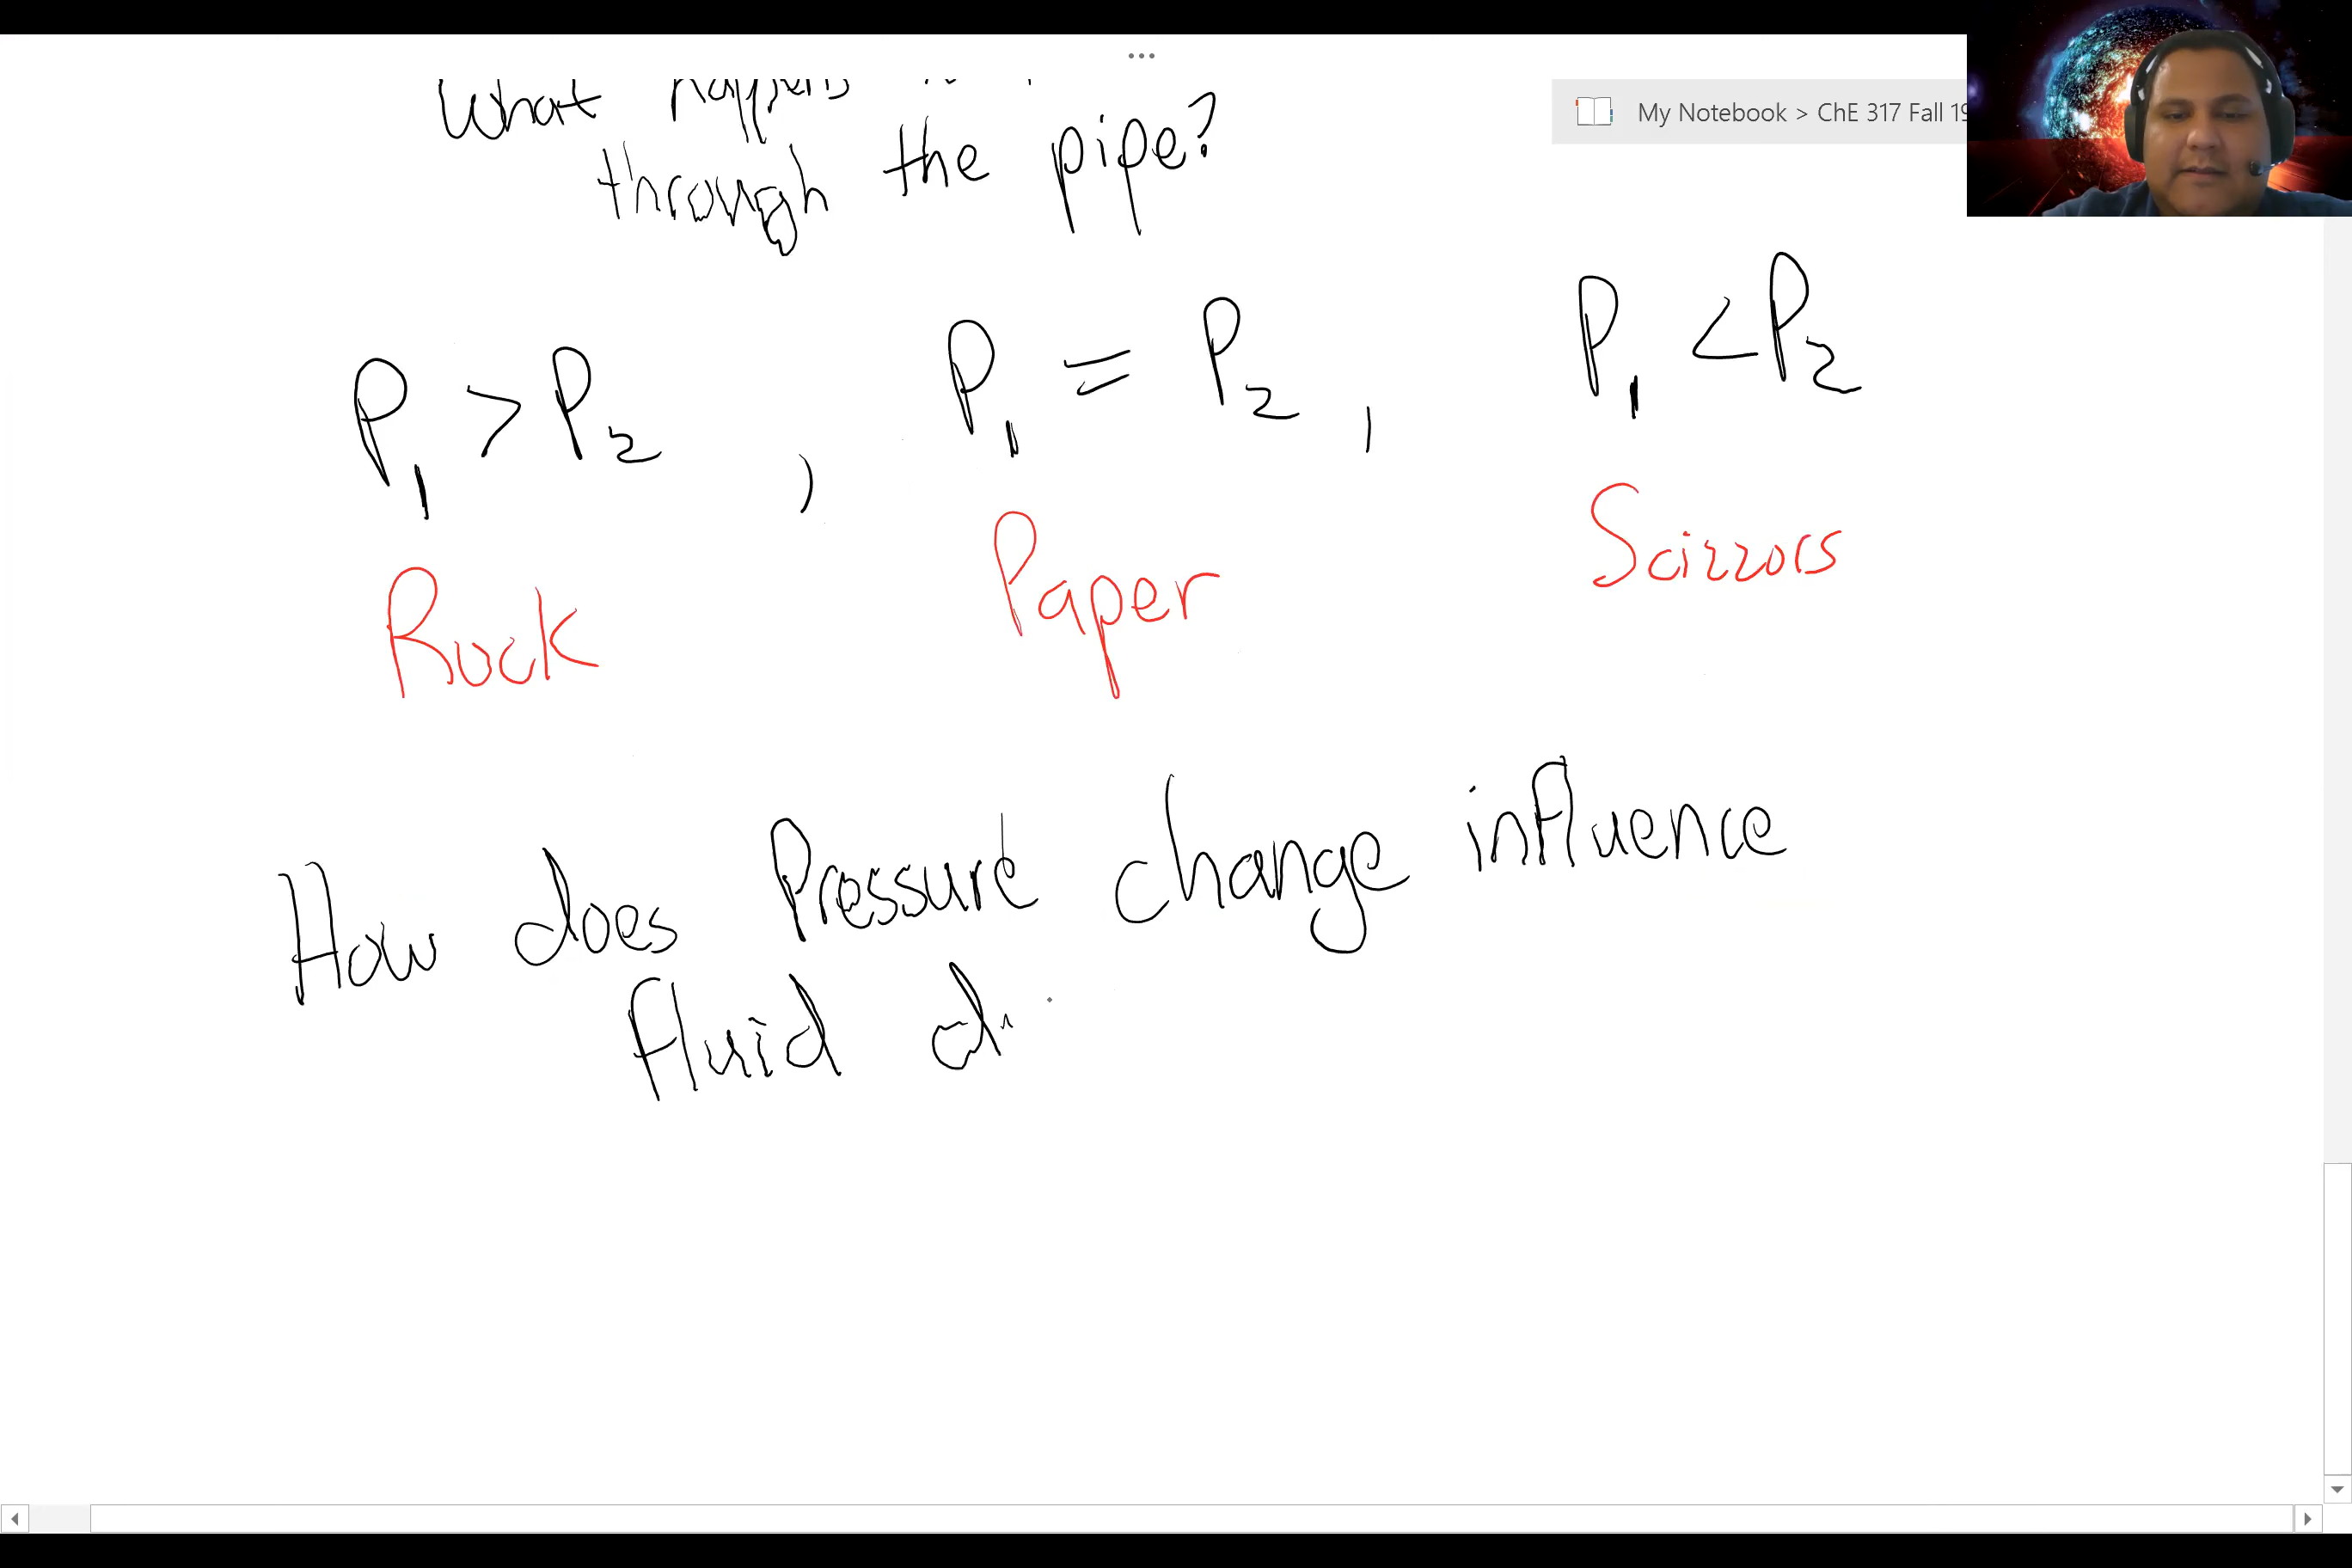 What happens
My Notebook > ChE 317 Fall 19
through the pipe?
P₁ > P₂ , P₁ = P₂ , P₁ < P₂
Rock Paper Scizzors
How does Pressure change influence
fluid